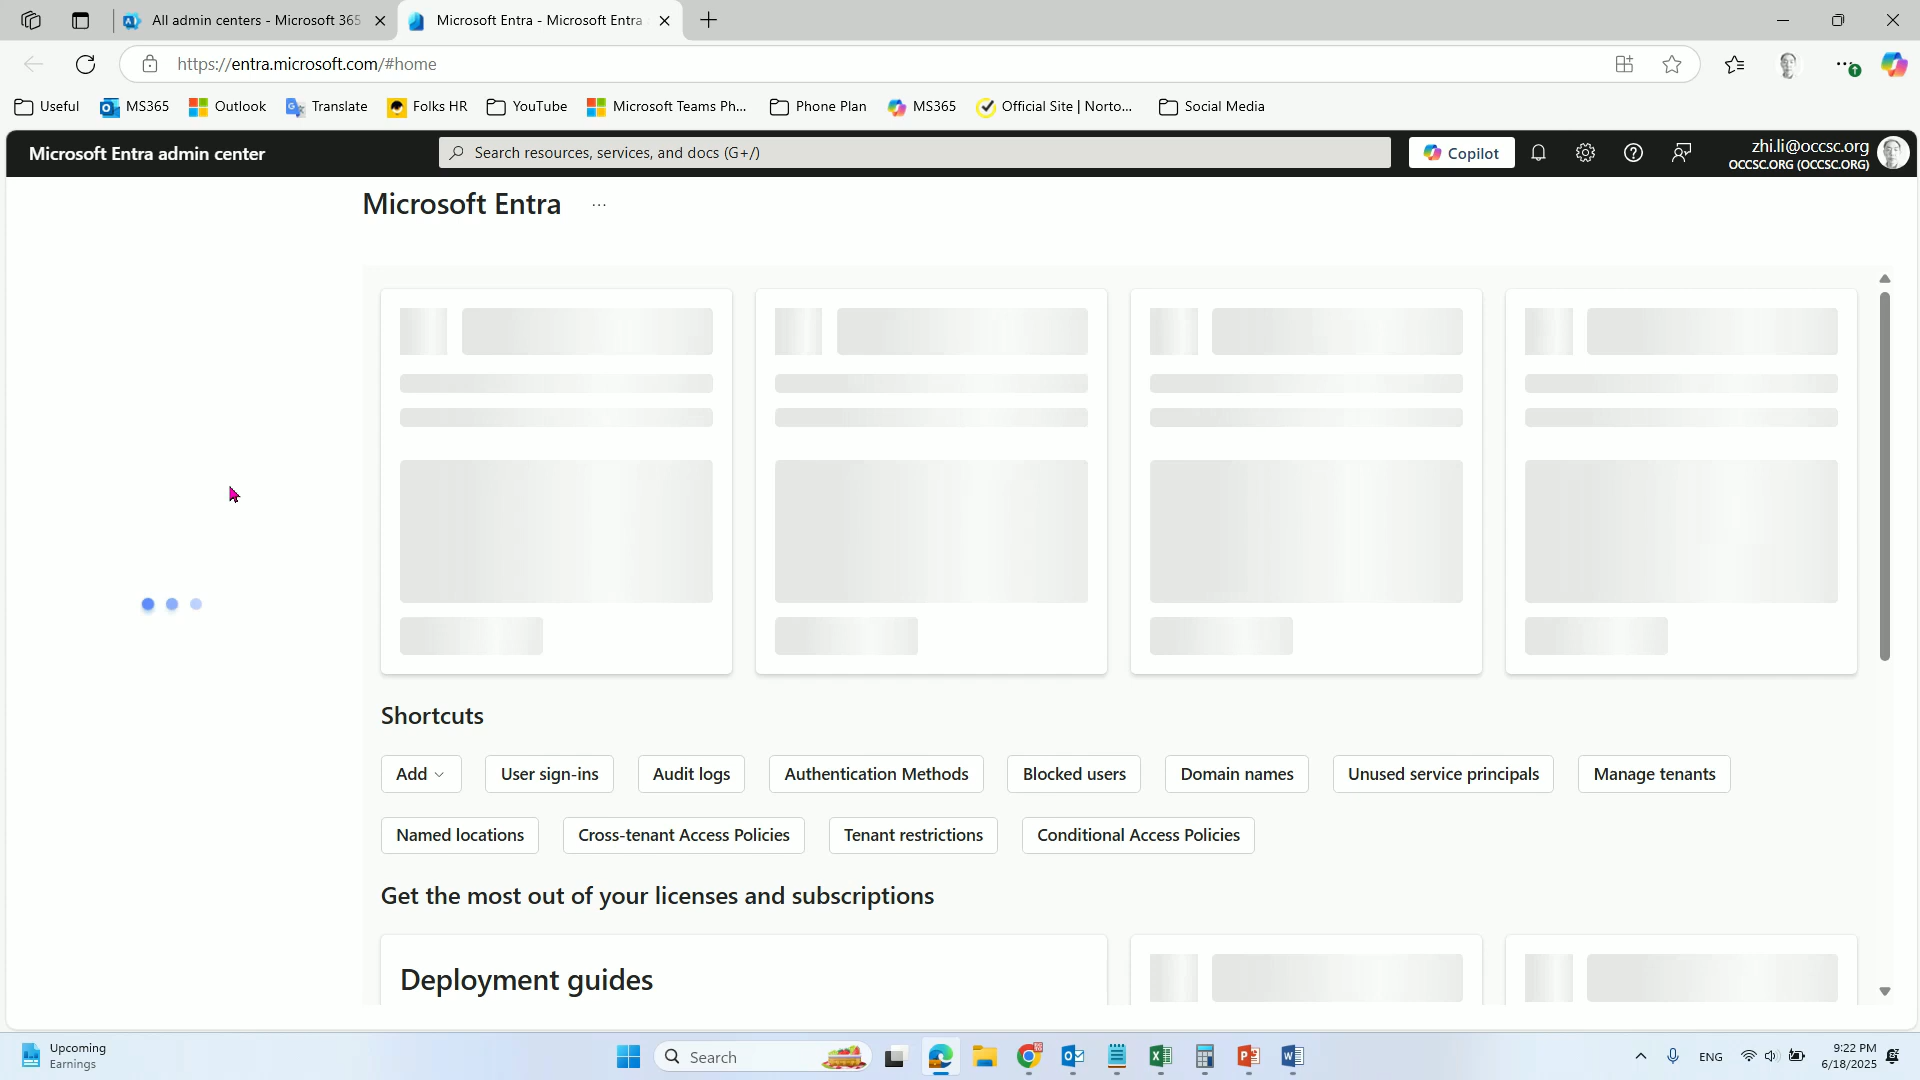 All admin centers - Microsoft 365
Microsoft Entra - Microsoft Entra
https://entra.microsoft.com/#home
Useful
MS365
Outlook
Translate
Folks HR
YouTube
Microsoft Teams Ph...
Phone Plan
MS365
Official Site | Norto...
Social Media
Microsoft Entra admin center
Search resources, services, and docs (G+/)
Copilot
zhi.li@occsc.org
OCCSC.ORG (OCCSC.ORG)
Microsoft Entra ...
Shortcuts
Add
User sign-ins
Audit logs
Authentication Methods
Blocked users
Domain names
Unused service principals
Manage tenants
Named locations
Cross-tenant Access Policies
Tenant restrictions
Conditional Access Policies
Get the most out of your licenses and subscriptions
Deployment guides
Upcoming
Earnings
Search
ENG
9:22 PM
6/18/2025